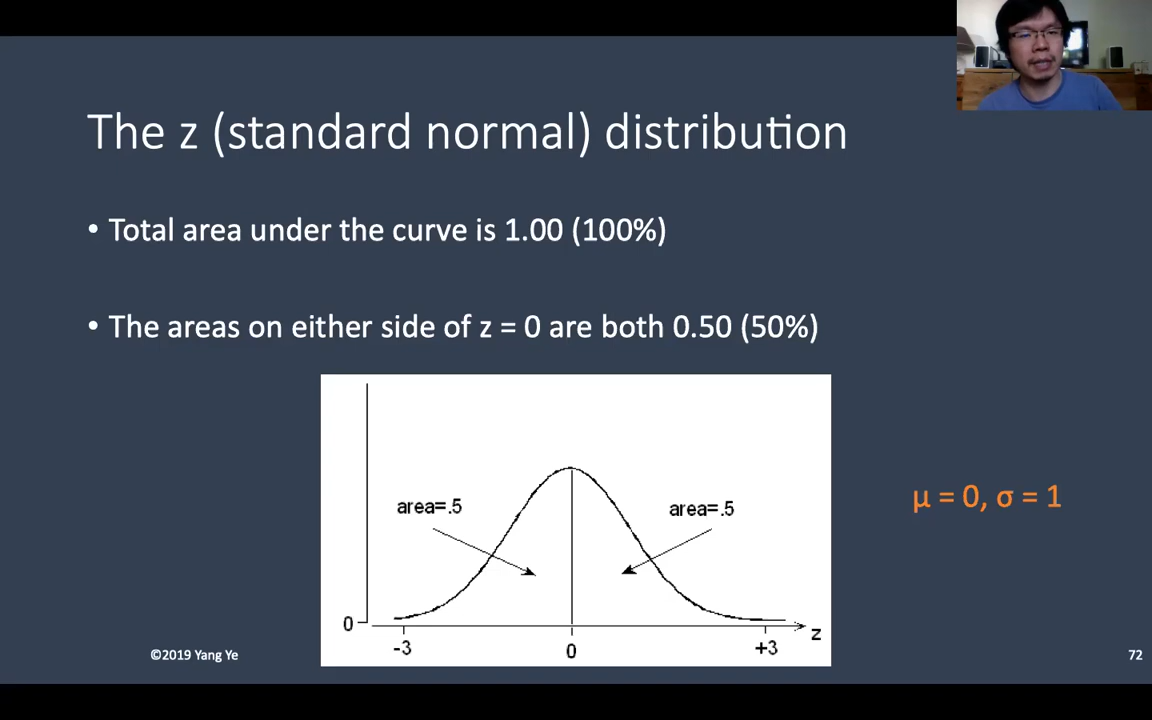 The z (standard normal) distribution
• Total area under the curve is 1.00 (100%)
• The areas on either side of z = 0 are both 0.50 (50%)
area=.5
area=.5
μ = 0, σ = 1
0
z
-3
0
+3
©2019 Yang Ye
72